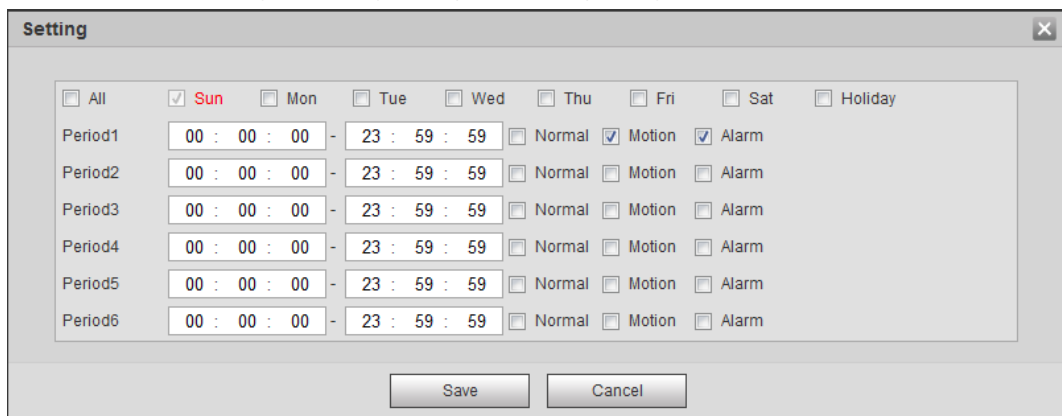 Setting
All Sun Mon Tue Wed Thu Fri Sat Holiday
Period1 00 : 00 : 00 - 23 : 59 : 59 Normal Motion Alarm
Period2 00 : 00 : 00 - 23 : 59 : 59 Normal Motion Alarm
Period3 00 : 00 : 00 - 23 : 59 : 59 Normal Motion Alarm
Period4 00 : 00 : 00 - 23 : 59 : 59 Normal Motion Alarm
Period5 00 : 00 : 00 - 23 : 59 : 59 Normal Motion Alarm
Period6 00 : 00 : 00 - 23 : 59 : 59 Normal Motion Alarm
Save Cancel